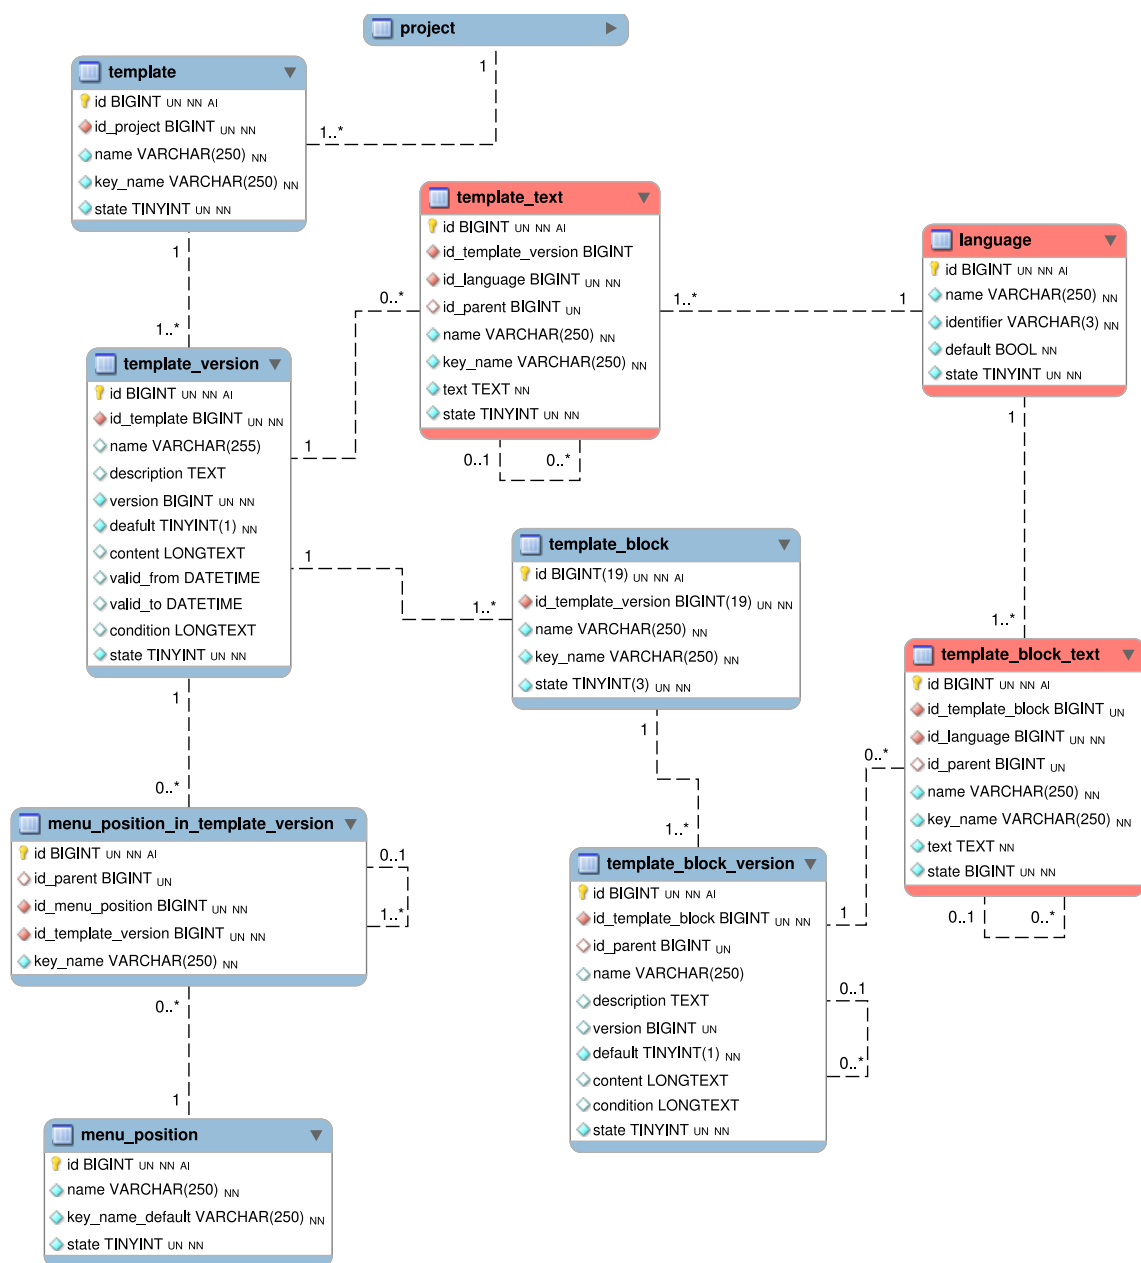 project
1
template
id BIGINT UN NN AI
id_project BIGINT UN NN
name VARCHAR(250) NN
key_name VARCHAR(250) NN
state TINYINT UN NN
1..*
1
1..*
template_text
id BIGINT UN NN AI
id_template_version BIGINT
id_language BIGINT UN NN
id_parent BIGINT UN
name VARCHAR(250) NN
key_name VARCHAR(250) NN
text TEXT NN
state TINYINT UN NN
0..*
1..*
1
0..1
0..*
language
id BIGINT UN NN AI
name VARCHAR(250) NN
identifier VARCHAR(3) NN
default BOOL NN
state TINYINT UN NN
1
1..*
template_version
id BIGINT UN NN AI
id_template BIGINT UN NN
name VARCHAR(255)
description TEXT
version BIGINT UN NN
deafult TINYINT(1) NN
content LONGTEXT
valid_from DATETIME
valid_to DATETIME
condition LONGTEXT
state TINYINT UN NN
1
1
1..*
1
0..*
template_block
id BIGINT(19) UN NN AI
id_template_version BIGINT(19) UN NN
name VARCHAR(250) NN
key_name VARCHAR(250) NN
state TINYINT(3) UN NN
1
1..*
template_block_text
id BIGINT UN NN AI
id_template_block BIGINT UN
id_language BIGINT UN NN
id_parent BIGINT UN
name VARCHAR(250) NN
key_name VARCHAR(250) NN
text TEXT NN
state BIGINT UN NN
0..*
1
0..1
0..*
menu_position_in_template_version
id BIGINT UN NN AI
id_parent BIGINT UN
id_menu_position BIGINT UN NN
id_template_version BIGINT UN NN
key_name VARCHAR(250) NN
0..1
1..*
0..*
1
template_block_version
id BIGINT UN NN AI
id_template_block BIGINT UN NN
id_parent BIGINT UN
name VARCHAR(250)
description TEXT
version BIGINT UN
default TINYINT(1) NN
content LONGTEXT
condition LONGTEXT
state TINYINT UN NN
0..1
0..*
menu_position
id BIGINT UN NN AI
name VARCHAR(250) NN
key_name_default VARCHAR(250) NN
state TINYINT UN NN